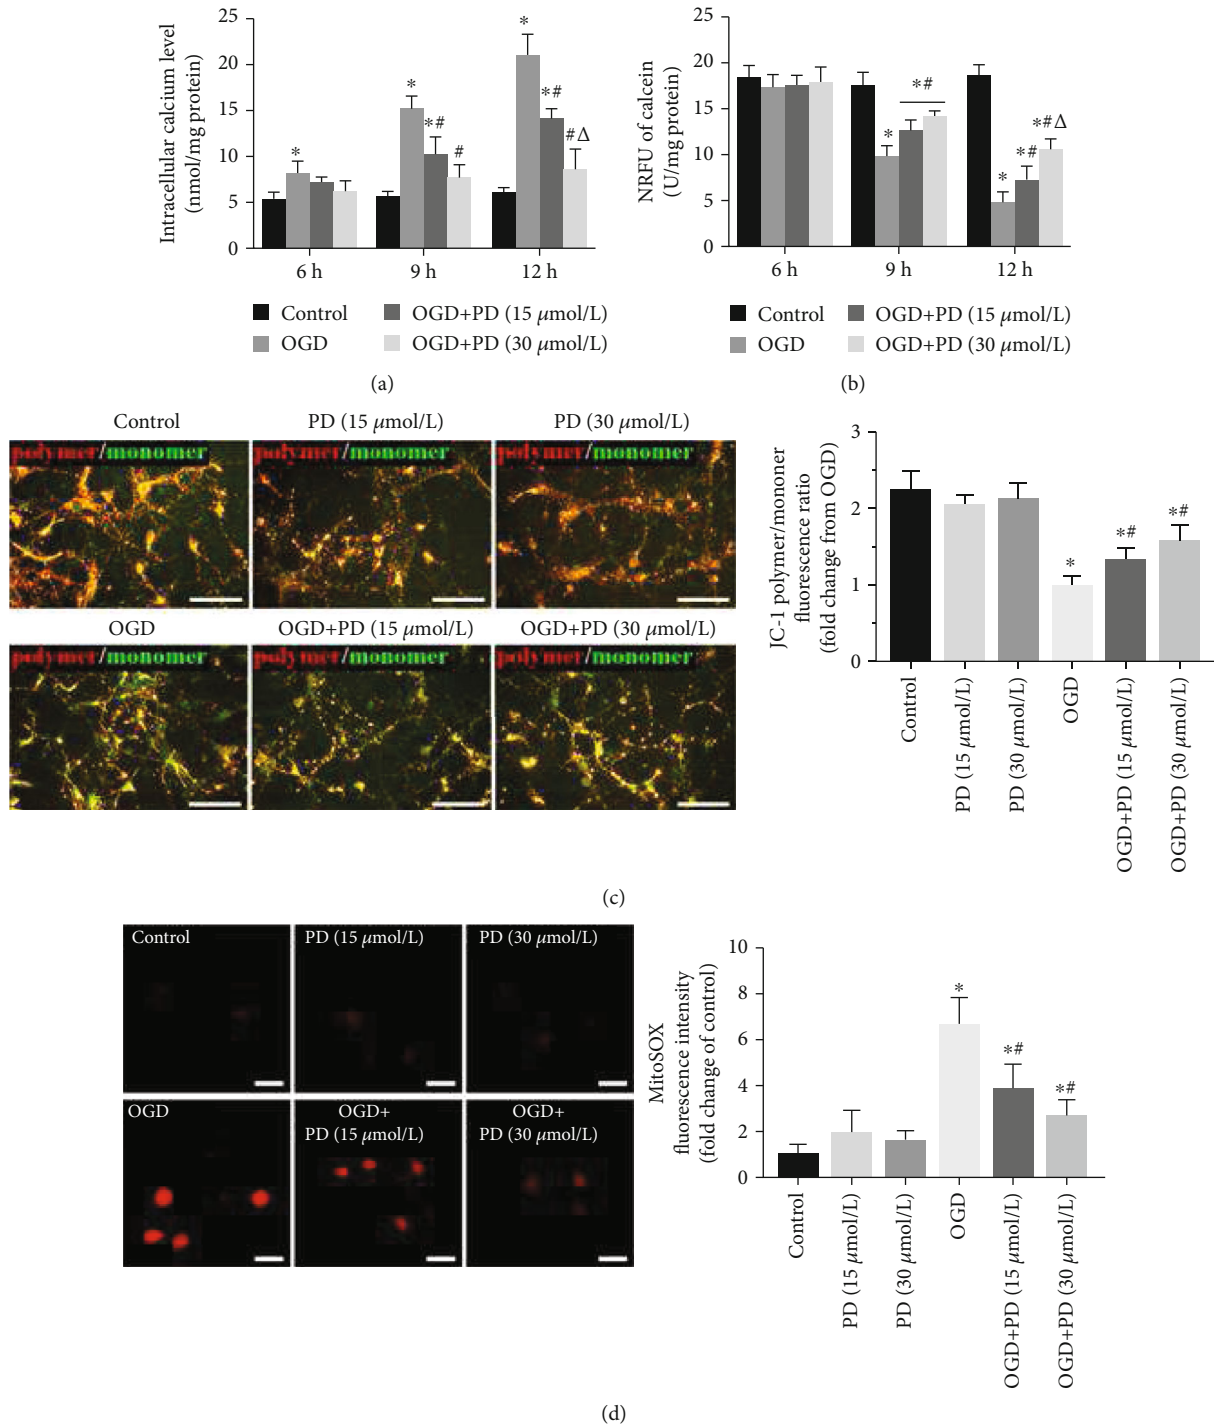 Intracellular calcium level
(nmol/mg protein)
25
20
15
10
5
0
*
*
*#
#
*
*#
#Δ
6 h
9 h
12 h
Control
OGD+PD (15 μmol/L)
OGD
OGD+PD (30 μmol/L)
(a)
NRFU of calcein
(U/mg protein)
25
20
15
10
5
0
*
*#
*
*#
*#Δ
6 h
9 h
12 h
Control
OGD+PD (15 μmol/L)
OGD
OGD+PD (30 μmol/L)
(b)
Control
PD (15 μmol/L)
PD (30 μmol/L)
polymer/monomer
polymer/monomer
polymer/monomer
OGD
OGD+PD (15 μmol/L)
OGD+PD (30 μmol/L)
polymer/monomer
polymer/monomer
polymer/monomer
JC-1 polymer/mononer
fluorescence ratio
(fold change from OGD)
3
2
1
0
*
*#
*#
Control
PD (15 μmol/L)
PD (30 μmol/L)
OGD
OGD+PD (15 μmol/L)
OGD+PD (30 μmol/L)
(c)
Control
PD (15 μmol/L)
PD (30 μmol/L)
OGD
OGD+
PD (15 μmol/L)
OGD+
PD (30 μmol/L)
MitoSOX
fluorescence intensity
(fold change of control)
10
8
6
4
2
0
*
*#
*#
Control
PD (15 μmol/L)
PD (30 μmol/L)
OGD
OGD+PD (15 μmol/L)
OGD+PD (30 μmol/L)
(d)